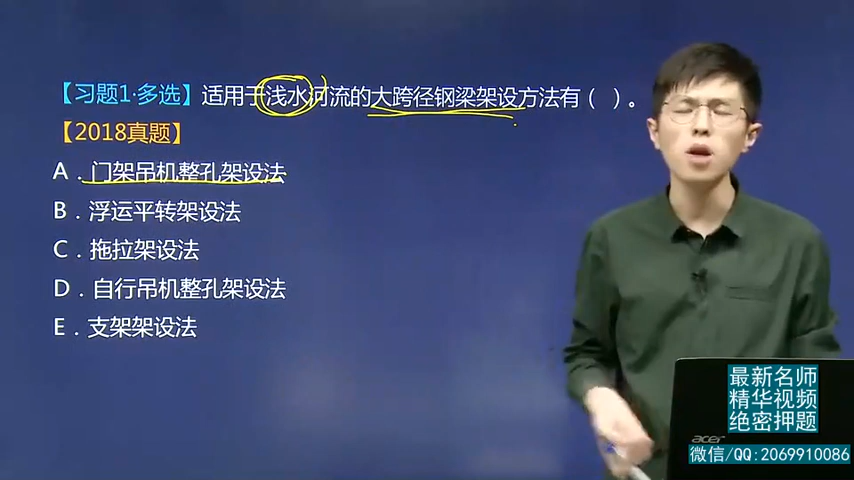 【习题1·多选】适用于浅水河流的大跨径钢梁架设方法有（ ）。
【2018真题】
A．门架吊机整孔架设法
B．浮运平转架设法
C．拖拉架设法
D．自行吊机整孔架设法
E．支架架设法
acer
最新名师
精华视频
绝密押题
微信/QQ:2069910086